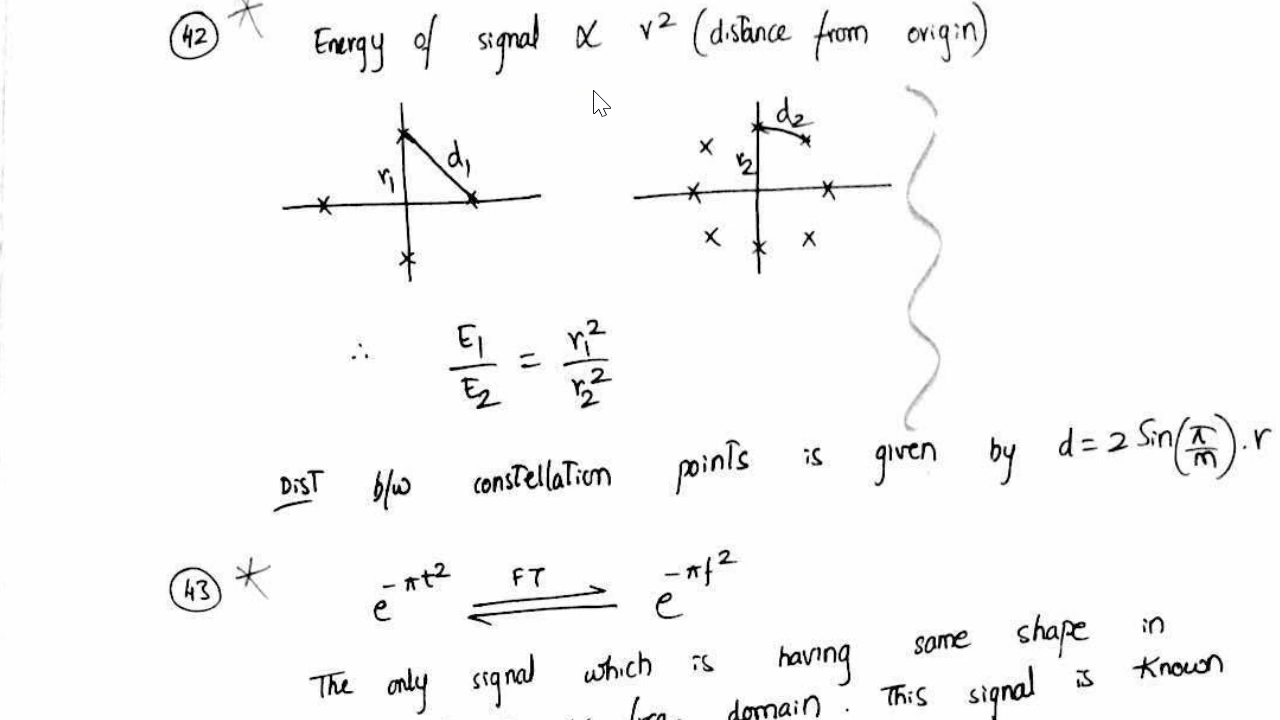 42 * Energy of signal ∝ r² (distance from origin)
r₁ d₁
r₂ d₂
∴ E₁/E₂ = r₁²/r₂²
DIST b/w constellation points is given by d = 2 Sin(π/m).r
43 * e^-πt² FT e^-πf²
The only signal which is having same shape in
domain. This signal is Known